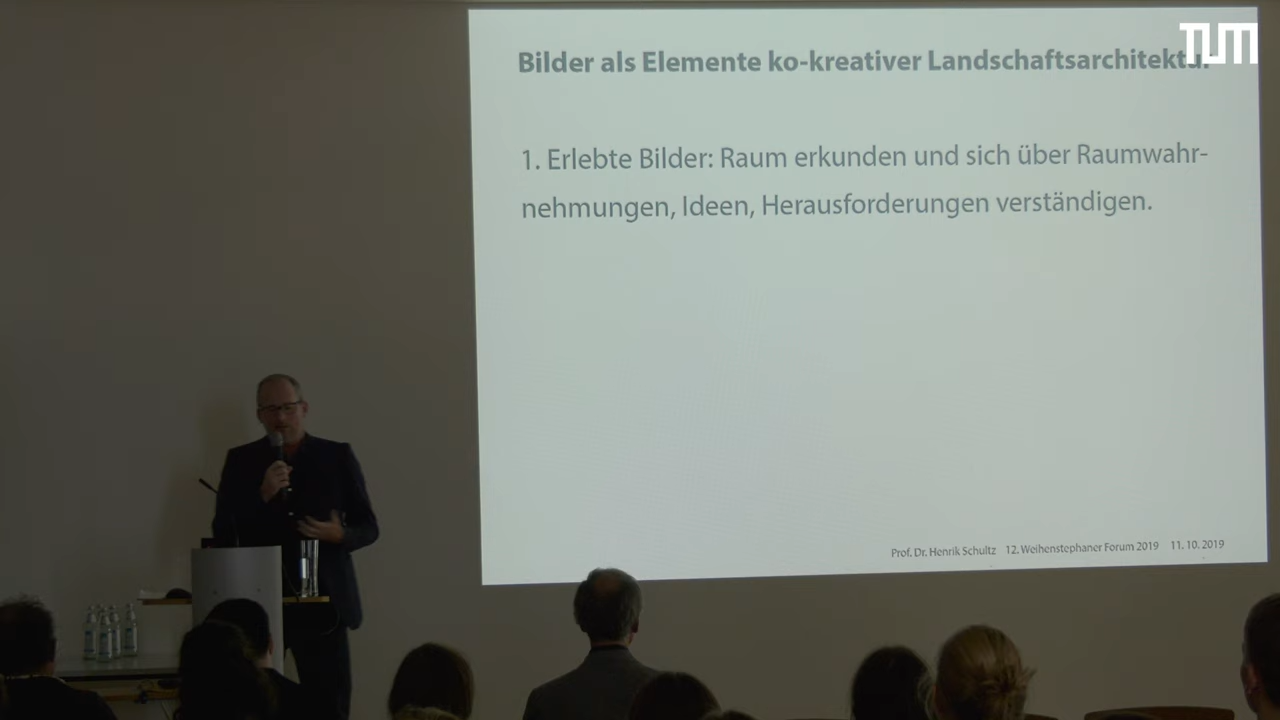 TUM
Bilder als Elemente ko-kreativer Landschaftsarchitektur
1. Erlebte Bilder: Raum erkunden und sich über Raumwahr-
nehmungen, Ideen, Herausforderungen verständigen.
Prof. Dr. Henrik Schultz 12. Weihenstephaner Forum 2019 11. 10. 2019